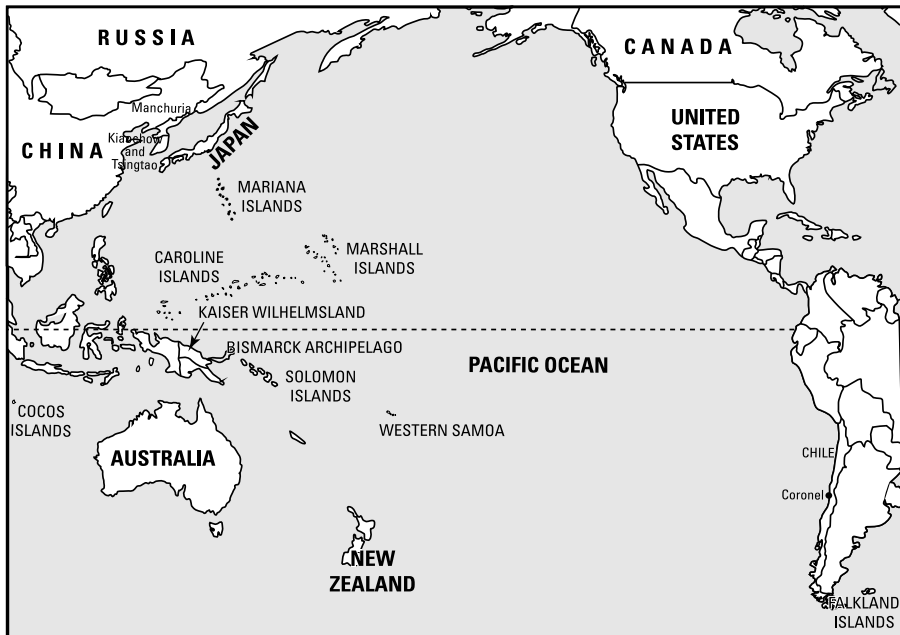 RUSSIA
CANADA
Manchuria
UNITED
STATES
Kiaochow
and
Tsingtao
CHINA
JAPAN
MARIANA
ISLANDS
MARSHALL
ISLANDS
CAROLINE
ISLANDS
KAISER WILHELMSLAND
BISMARCK ARCHIPELAGO
PACIFIC OCEAN
SOLOMON
ISLANDS
COCOS
ISLANDS
WESTERN SAMOA
AUSTRALIA
CHILE
Coronel
NEW
ZEALAND
FALKLAND
ISLANDS